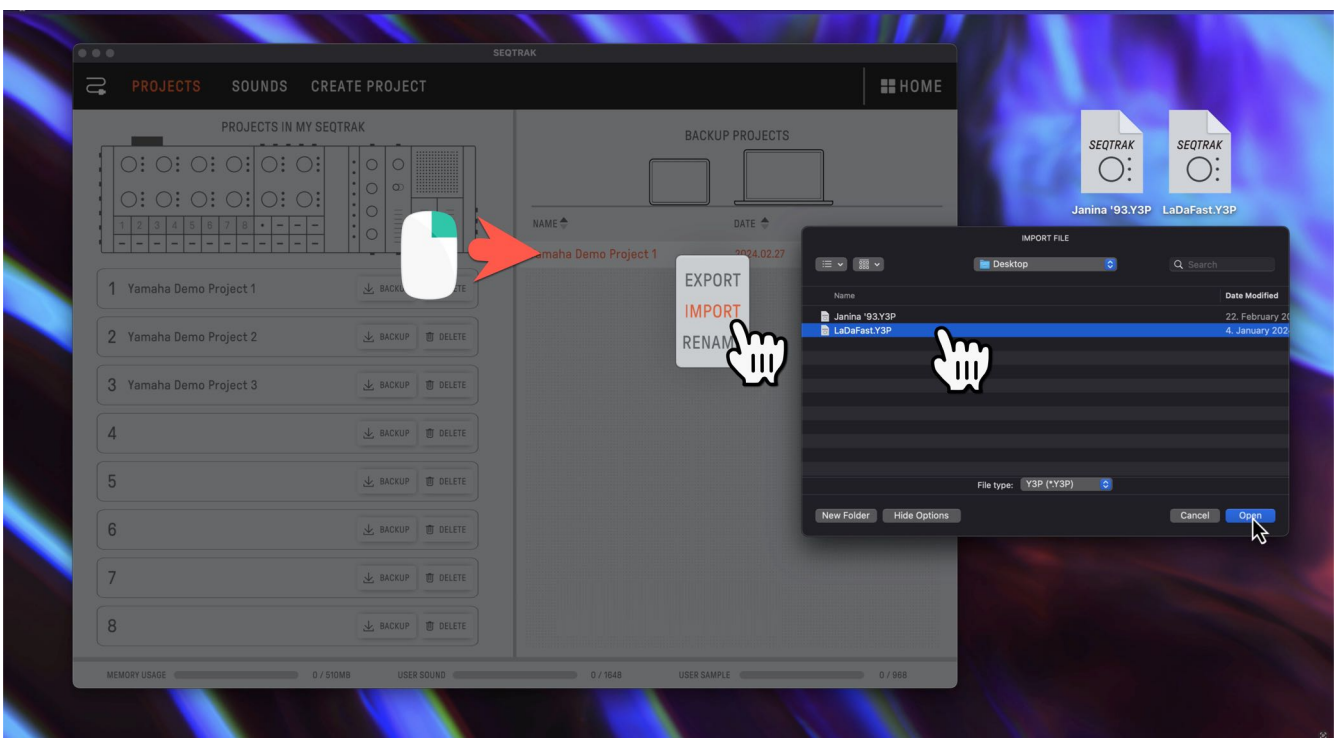 SEQTRAK
PROJECTS SOUNDS CREATE PROJECT HOME
PROJECTS IN MY SEQTRAK
1 2 3 4 5 6 7 8
1 Yamaha Demo Project 1
2 Yamaha Demo Project 2 BACKUP DELETE
3 Yamaha Demo Project 3 BACKUP DELETE
4 BACKUP DELETE
5 BACKUP DELETE
6 BACKUP DELETE
7 BACKUP DELETE
8 BACKUP DELETE
BACKUP PROJECTS
NAME DATE
Demo Project 1 2024.02.27
EXPORT
IMPORT
MEMORY USAGE 0 / 510MB USER SOUND 0 / 1648 USER SAMPLE
SEQTRAK SEQTRAK
Janina '93.Y3P LaDaFast.Y3P
IMPORT FILE
Desktop Search
Name Date Modified
Janina '93.Y3P 22. February
LaDaFast.Y3P 4. January
File type: Y3P (*.Y3P)
New Folder Hide Options Cancel Open